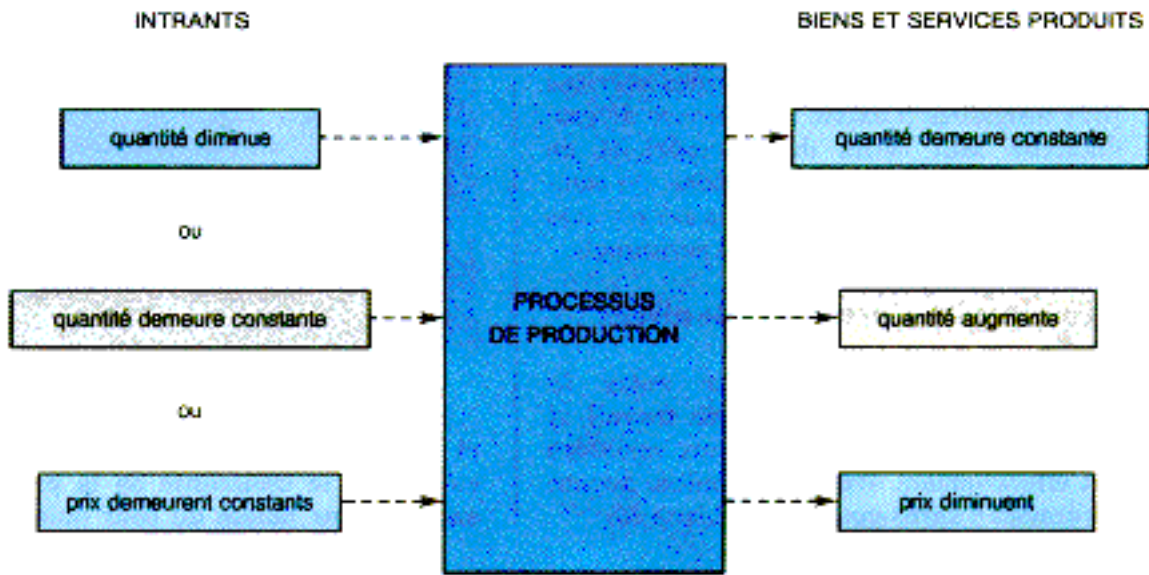 INTRANTS
BIENS ET SERVICES PRODUITS
quantité diminue
quantité demeure constante
ou
quantité demeure constante
PROCESSUS
DE PRODUCTION
quantité augmente
ou
prix demeurent constants
prix diminuent